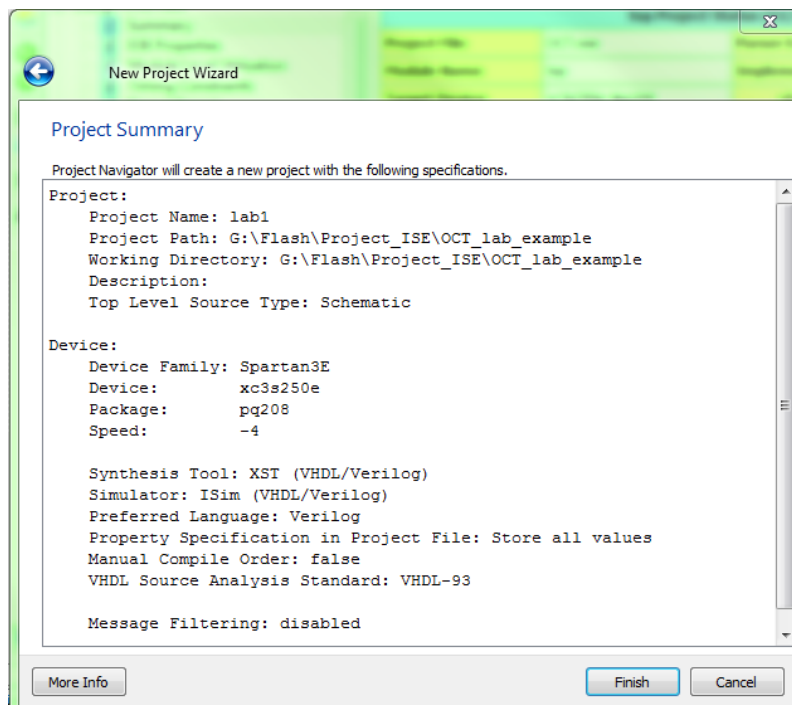 New Project Wizard
Project Summary
Project Navigator will create a new project with the following specifications.
Project:
Project Name: lab1
Project Path: G:\Flash\Project_ISE\OCT_lab_example
Working Directory: G:\Flash\Project_ISE\OCT_lab_example
Description:
Top Level Source Type: Schematic
Device:
Device Family: Spartan3E
Device: xc3s250e
Package: pq208
Speed: -4
Synthesis Tool: XST (VHDL/Verilog)
Simulator: ISim (VHDL/Verilog)
Preferred Language: Verilog
Property Specification in Project File: Store all values
Manual Compile Order: false
VHDL Source Analysis Standard: VHDL-93
Message Filtering: disabled
More Info Finish Cancel